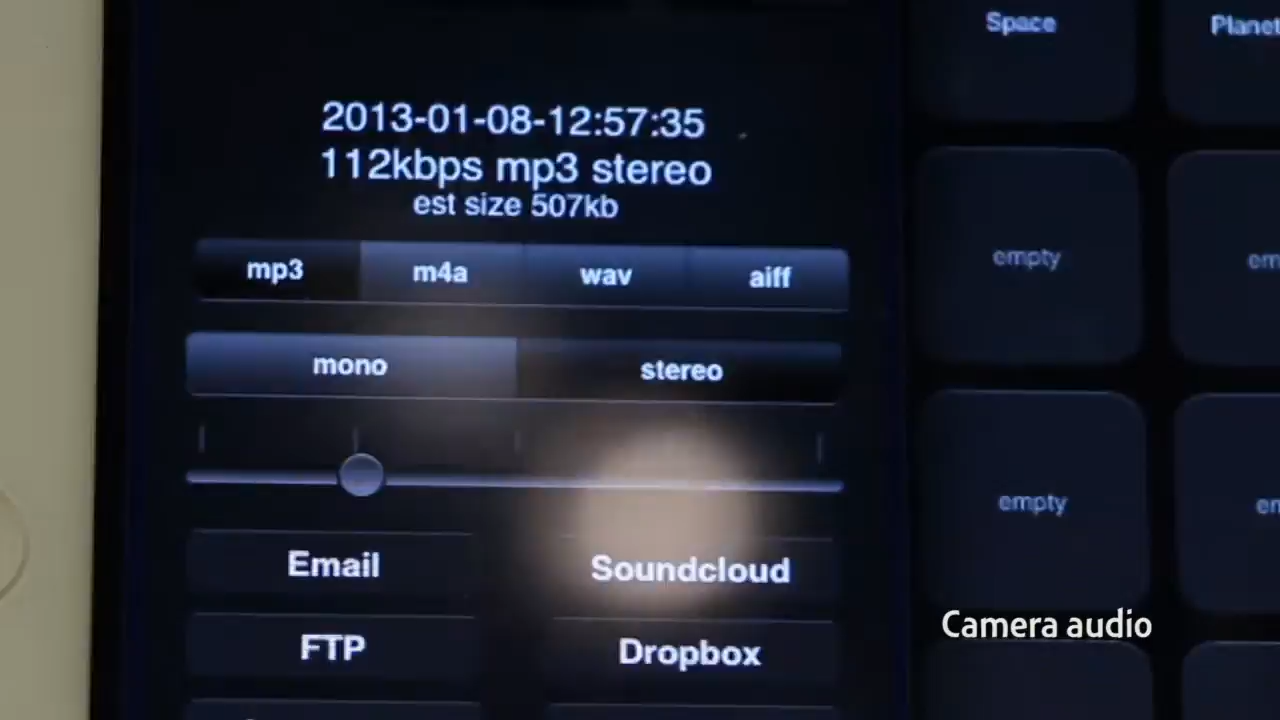 Space
Planet
2013-01-08-12:57:35
112kbps mp3 stereo
est size 507kb
mp3
m4a
wav
aiff
empty
mono
stereo
empty
Email
Soundcloud
FTP
Dropbox
Camera audio